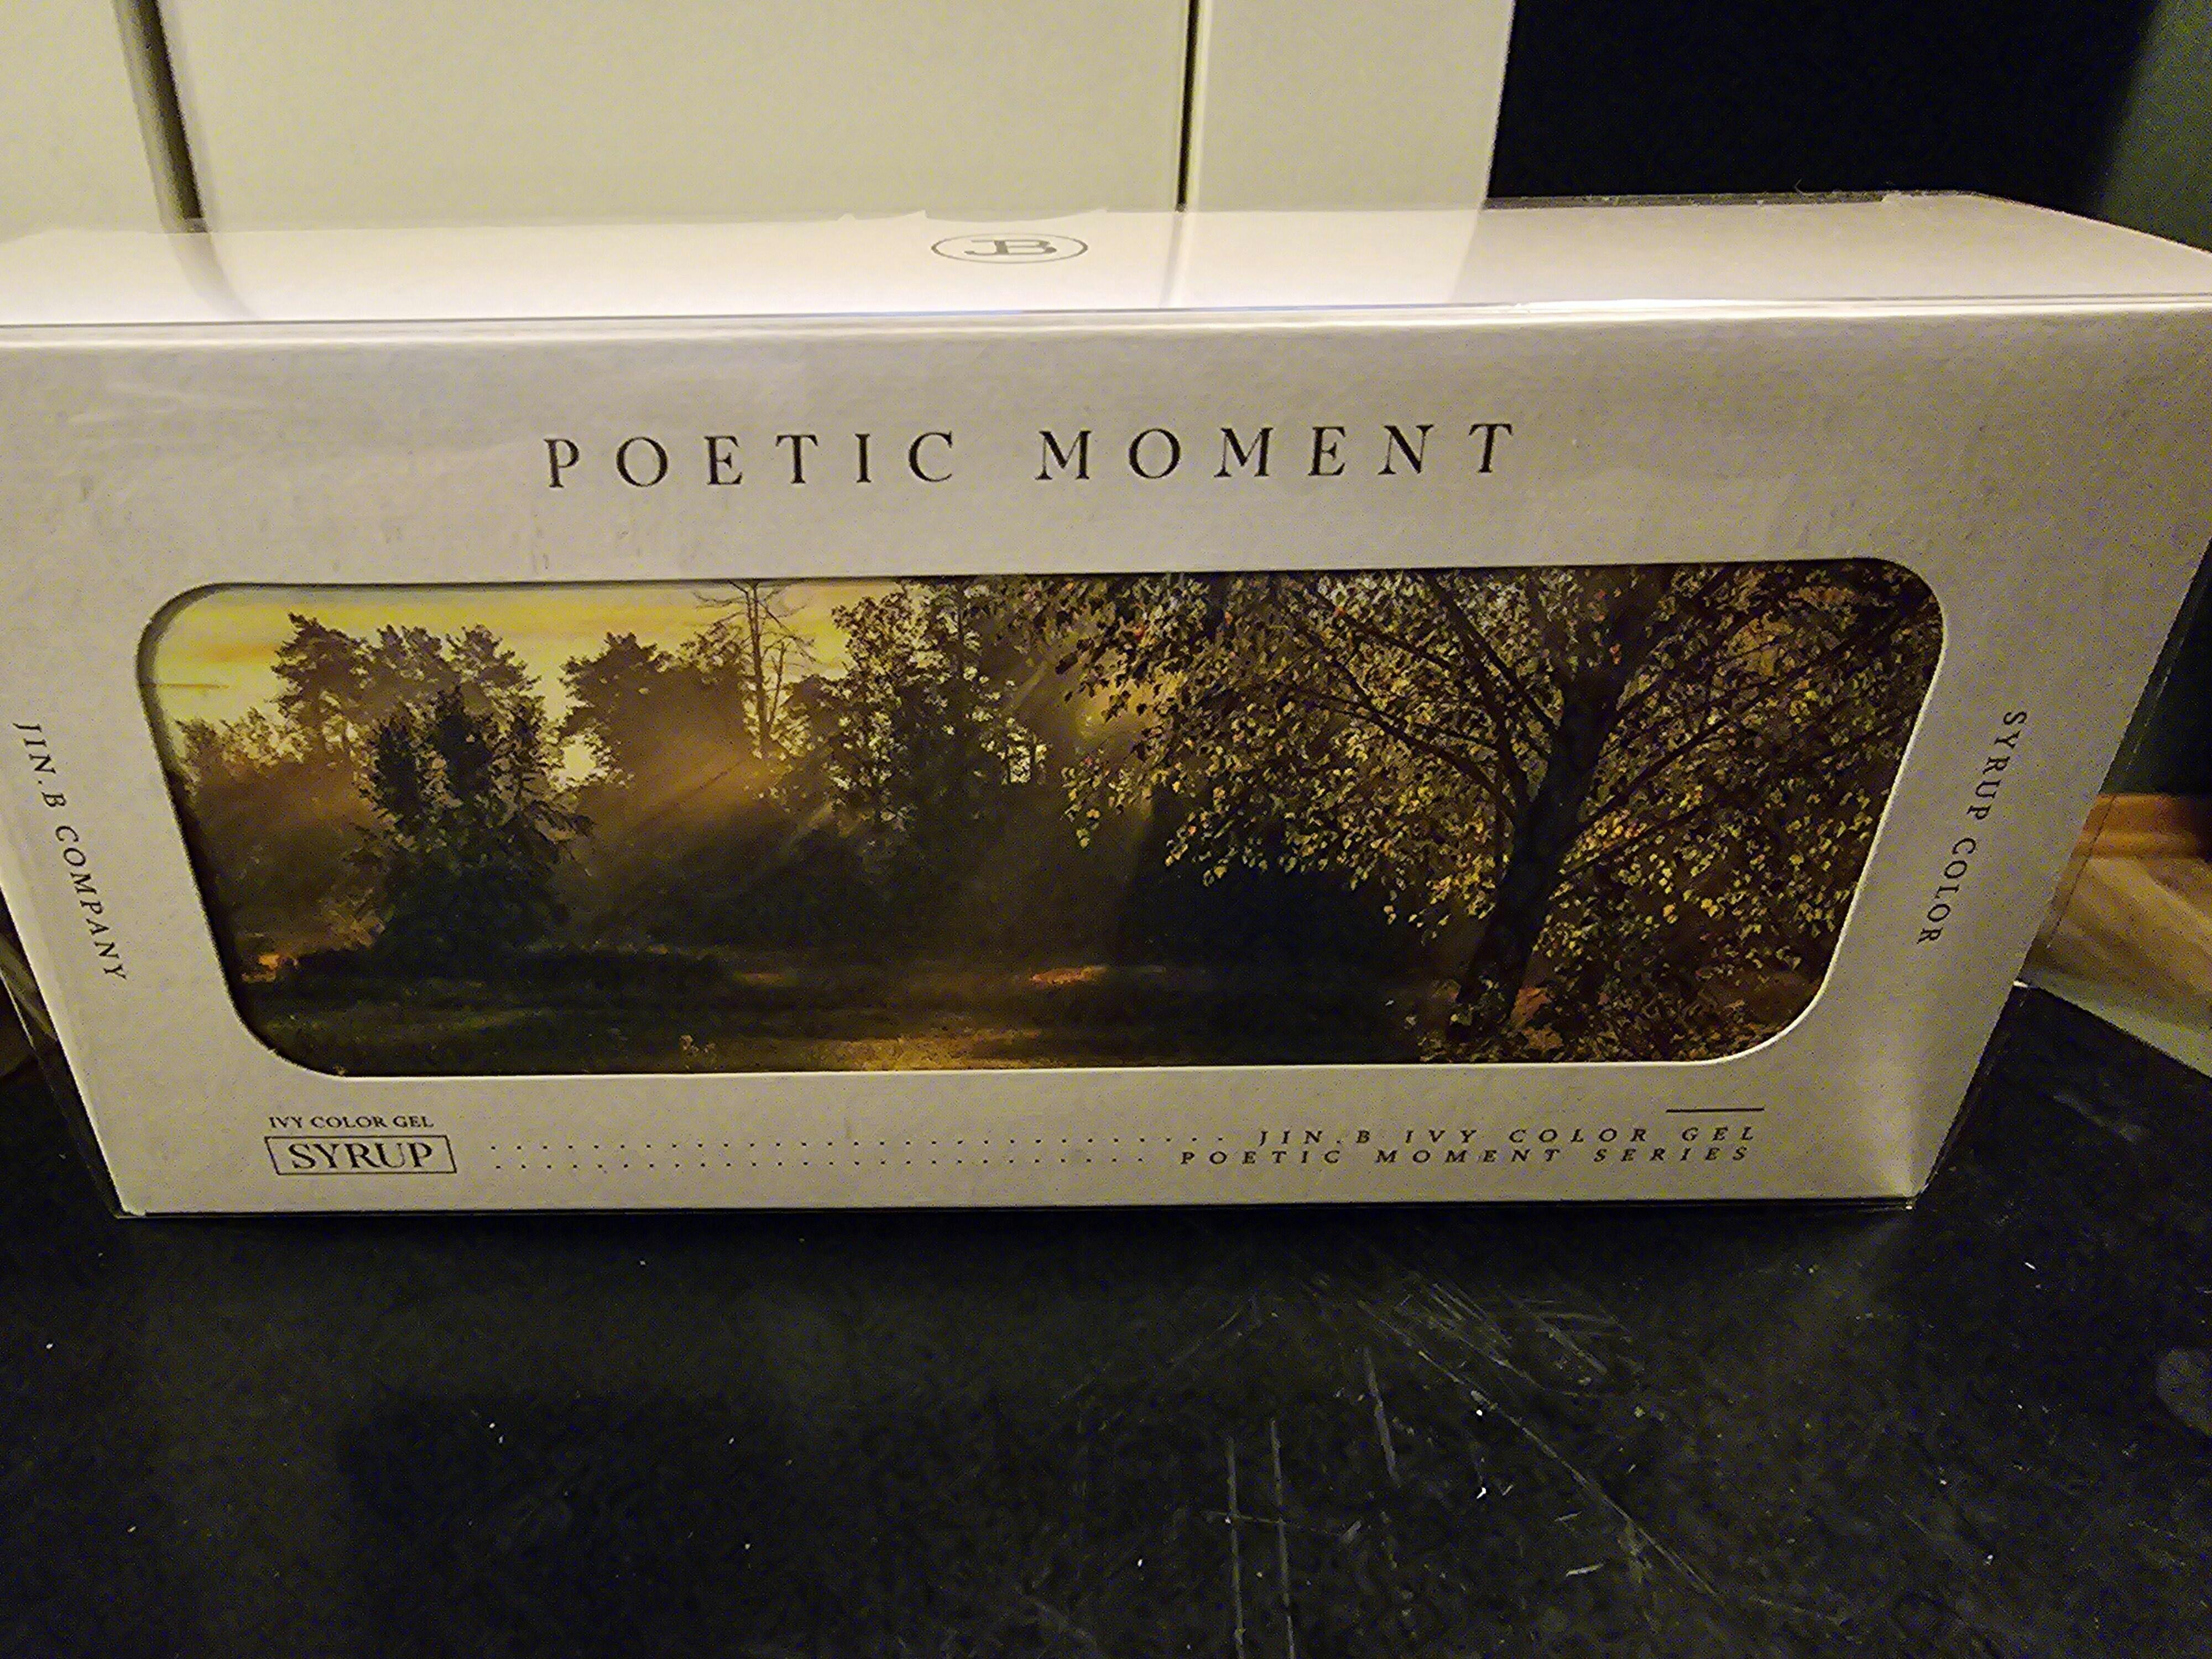 JB
POETIC MOMENT
JIN.B COMPANY
SYRUP COLOR
IVY COLOR GEL
SYRUP
JIN.B IVY COLOR GEL
POETIC MOMENT SERIES